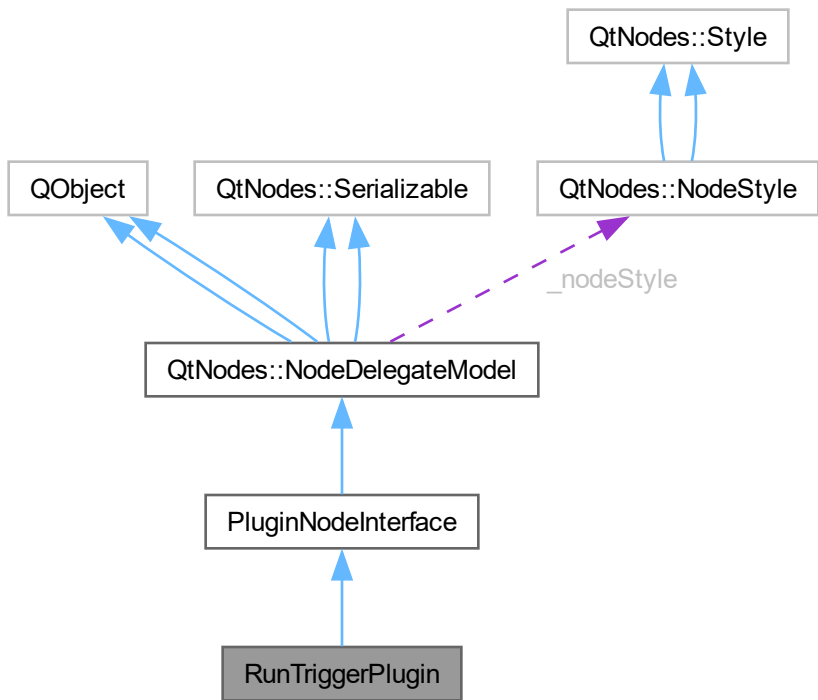 QtNodes::Style
QObject
QtNodes::Serializable
QtNodes::NodeStyle
_nodeStyle
QtNodes::NodeDelegateModel
PluginNodeInterface
RunTriggerPlugin